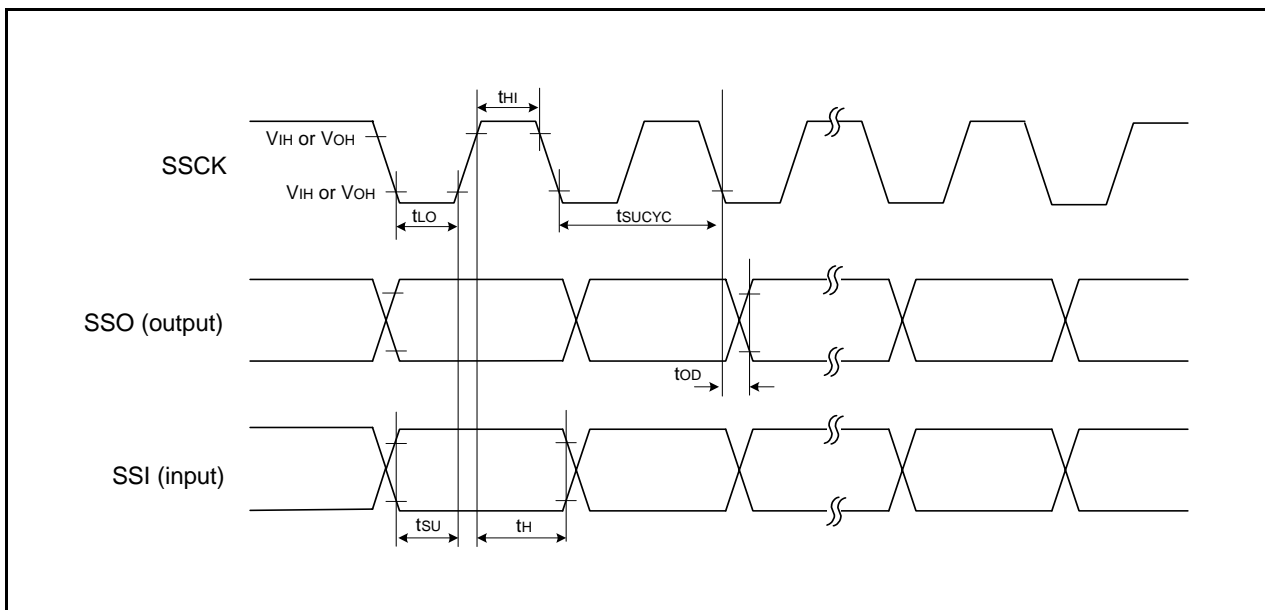 tHI
VIH or VOH
SSCK
VIH or VOH
tLO
tSUCYC
SSO (output)
tOD
SSI (input)
tSU
tH